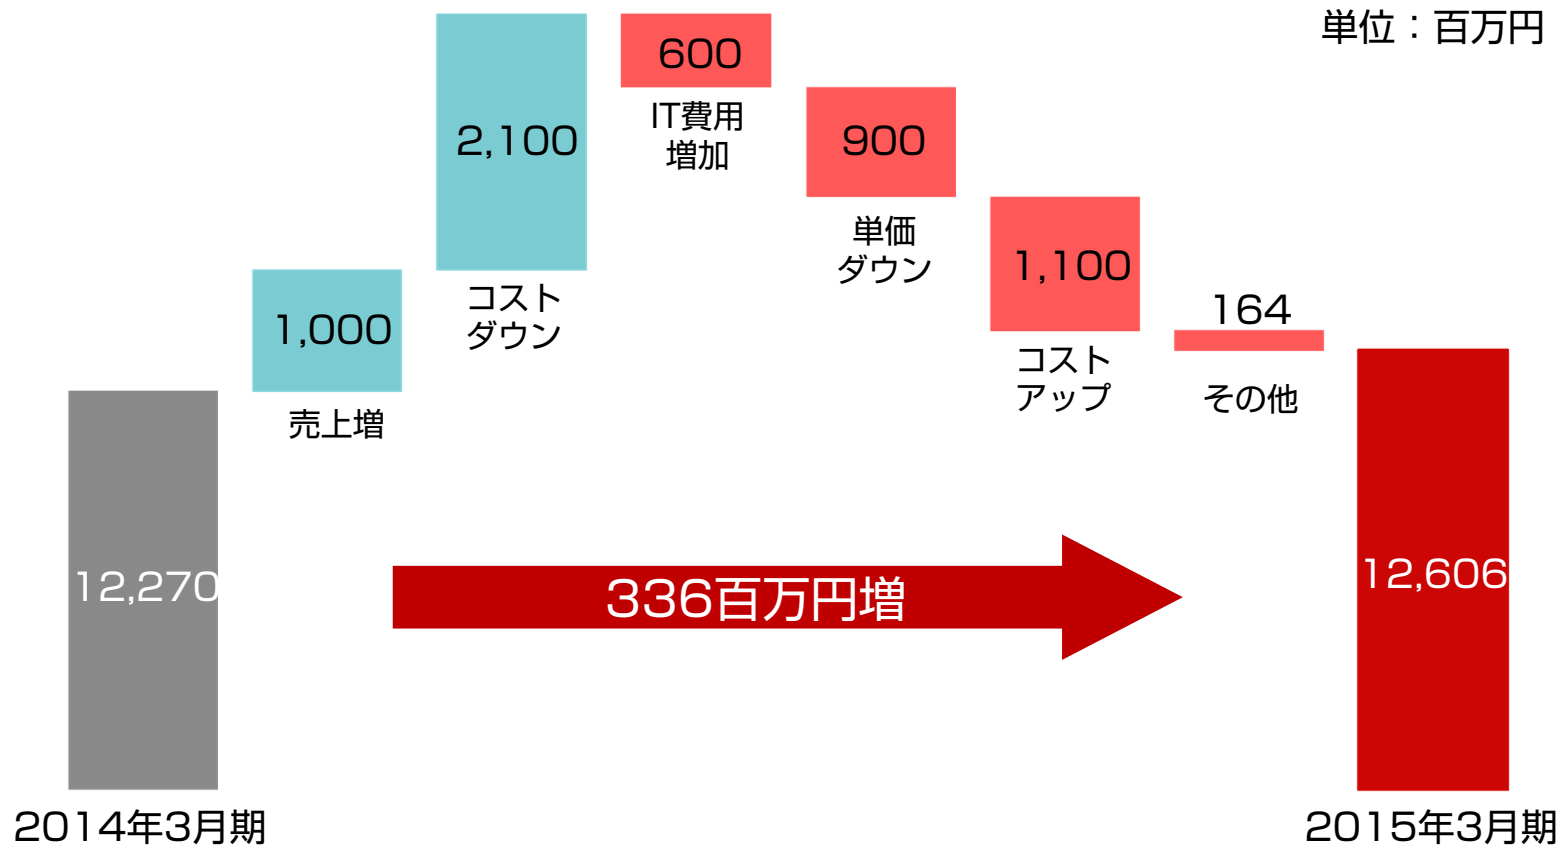 単位：百万円
600
IT費用
増加
2,100
900
単価
ダウン
1,100
コスト
ダウン
1,000
164
コスト
アップ
その他
売上増
12,270
336百万円増
12,606
2014年3月期
2015年3月期